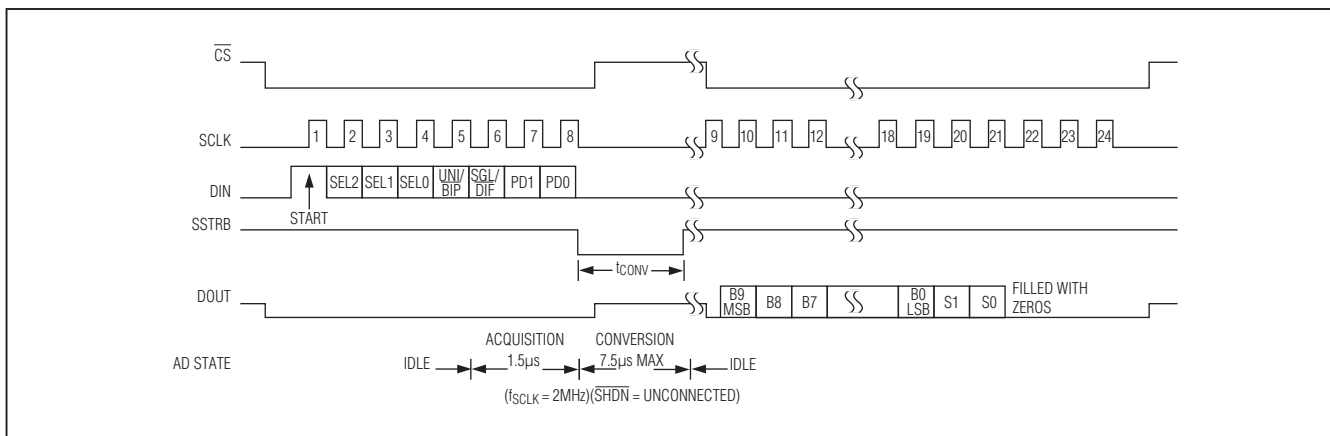 CS
SCLK 1 2 3 4 5 6 7 8 9 10 11 12 18 19 20 21 22 23 24
DIN SEL2 SEL1 SEL0 UNI/BIP SGL/DIF PD1 PD0
START
SSTRB
tCONV
DOUT B9 MSB B8 B7 B0 LSB S1 S0 FILLED WITH ZEROS
ACQUISITION CONVERSION
AD STATE IDLE 1.5µs 7.5µs MAX IDLE
(fSCLK = 2MHz)(SHDN = UNCONNECTED)